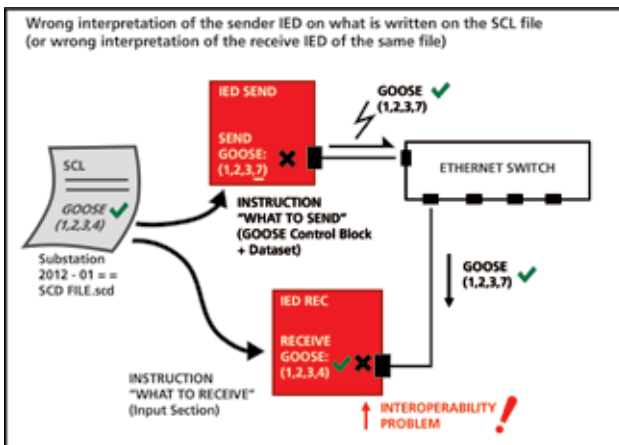 Wrong interpretation of the sender IED on what is written on the SCL file
(or wrong interpretation of the receive IED of the same file)
IED SEND
SEND
GOOSE:
(1,2,3,7)
GOOSE
(1,2,3,7)
SCL
GOOSE
(1,2,3,4)
ETHERNET SWITCH
INSTRUCTION
"WHAT TO SEND"
(GOOSE Control Block
+ Dataset)
Substation
2012 - 01 = =
SCD FILE.scd
GOOSE
(1,2,3,7)
IED REC
RECEIVE
GOOSE:
(1,2,3,4)
INSTRUCTION
"WHAT TO RECEIVE"
(Input Section)
INTEROPERABILITY
PROBLEM
!